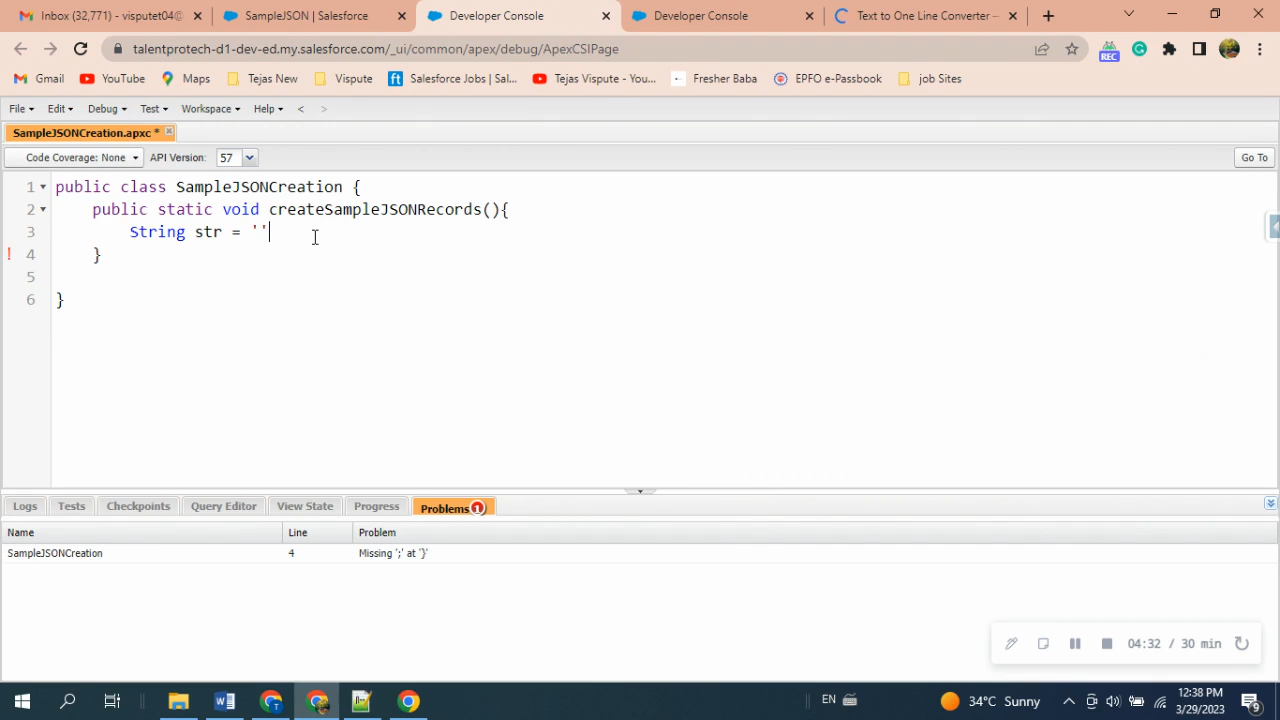 Inbox (32,771) - visputet04@
SampleJSON | Salesforce
Developer Console
Developer Console
Text to One Line Converter –
talentprotech-d1-dev-ed.my.salesforce.com/_ui/common/apex/debug/ApexCSIPage
REC
Gmail
YouTube
Maps
Tejas New
Vispute
Salesforce Jobs | Sal...
Tejas Vispute - You...
Fresher Baba
EPFO e-Passbook
job Sites
File Edit Debug Test Workspace Help < >
SampleJSONCreation.apxc *
Code Coverage: None API Version: 57 Go To
1 public class SampleJSONCreation {
2 public static void createSampleJSONRecords(){
3 String str = ''
! 4 }
5
6 }
Logs Tests Checkpoints Query Editor View State Progress Problems 1
Name Line Problem
SampleJSONCreation 4 Missing ';' at '}'
04:32 / 30 min
EN
34°C Sunny
12:38 PM
3/29/2023
9